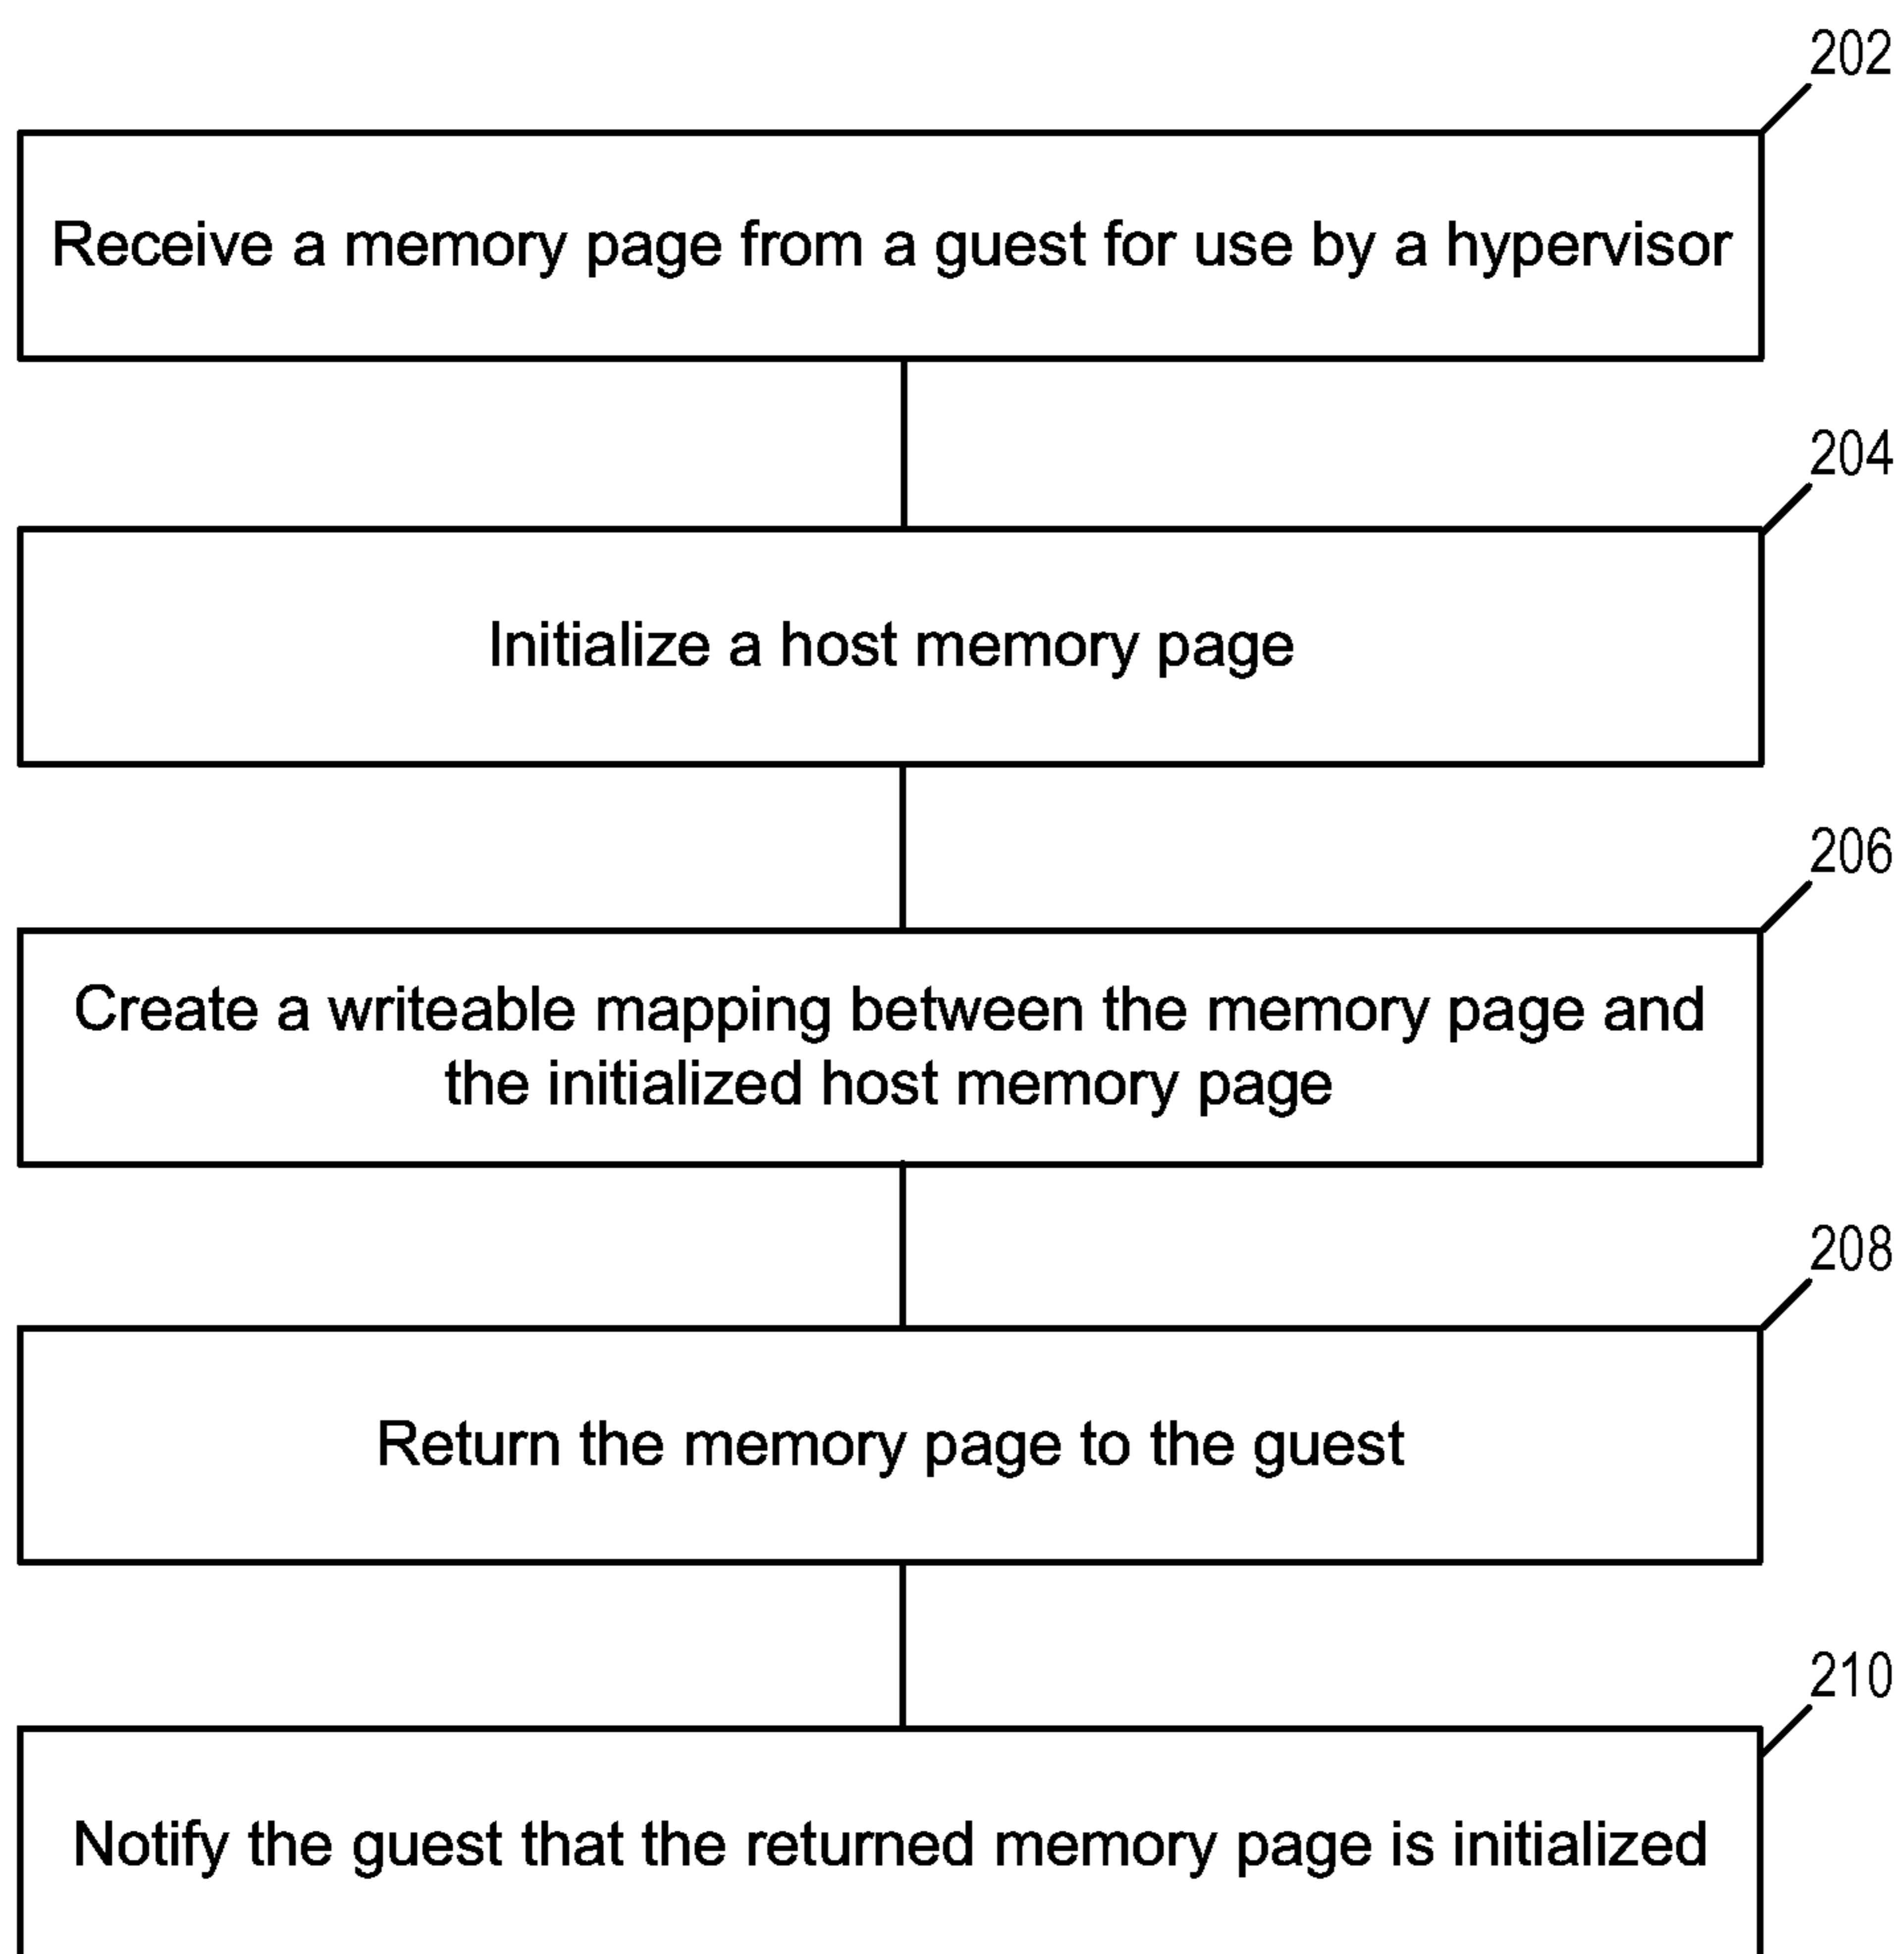 202
Receive a memory page from a guest for use by a hypervisor
204
Initialize a host memory page
206
Create a writeable mapping between the memory page and
the initialized host memory page
208
Return the memory page to the guest
210
Notify the guest that the returned memory page is initialized